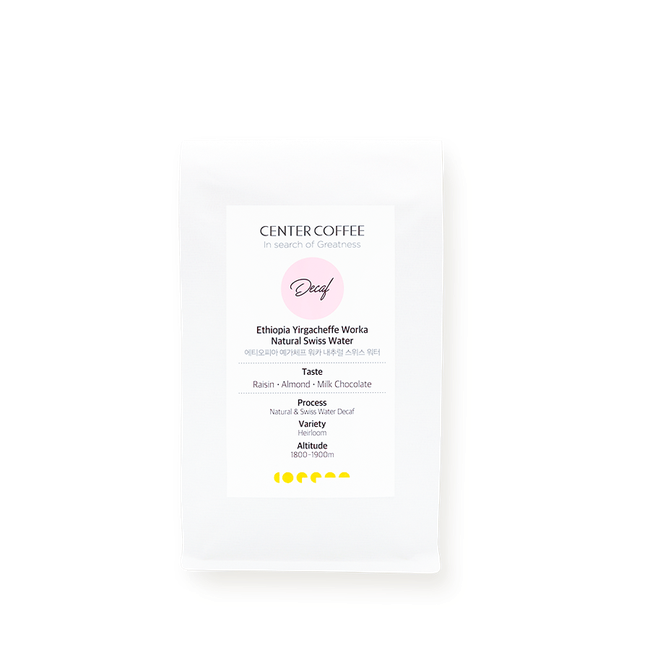 CENTER COFFEE
In search of Greatness
Decaf
Ethiopia Yirgacheffe Worka
Natural Swiss Water
에티오피아 예가체프 워카 내추럴 스위스 워터
Taste
Raisin · Almond · Milk Chocolate
Process
Natural & Swiss Water Decaf
Variety
Heirloom
Altitude
1800-1900m